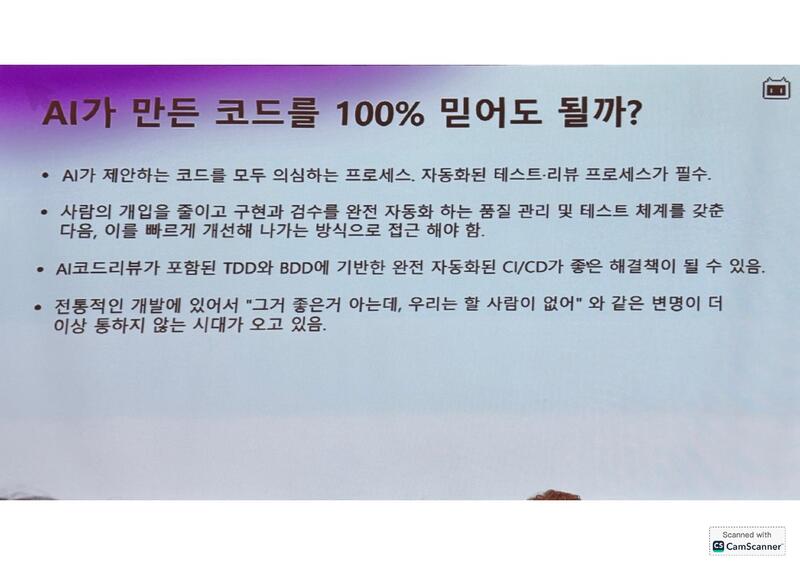 AI가 만든 코드를 100% 믿어도 될까?
• AI가 제안하는 코드를 모두 의심하는 프로세스. 자동화된 테스트·리뷰 프로세스가 필수.
• 사람의 개입을 줄이고 구현과 검수를 완전 자동화 하는 품질 관리 및 테스트 체계를 갖춘
다음, 이를 빠르게 개선해 나가는 방식으로 접근 해야 함.
• AI코드리뷰가 포함된 TDD와 BDD에 기반한 완전 자동화된 CI/CD가 좋은 해결책이 될 수 있음.
• 전통적인 개발에 있어서 "그거 좋은거 아는데, 우리는 할 사람이 없어" 와 같은 변명이 더
이상 통하지 않는 시대가 오고 있음.
Scanned with
CS CamScanner